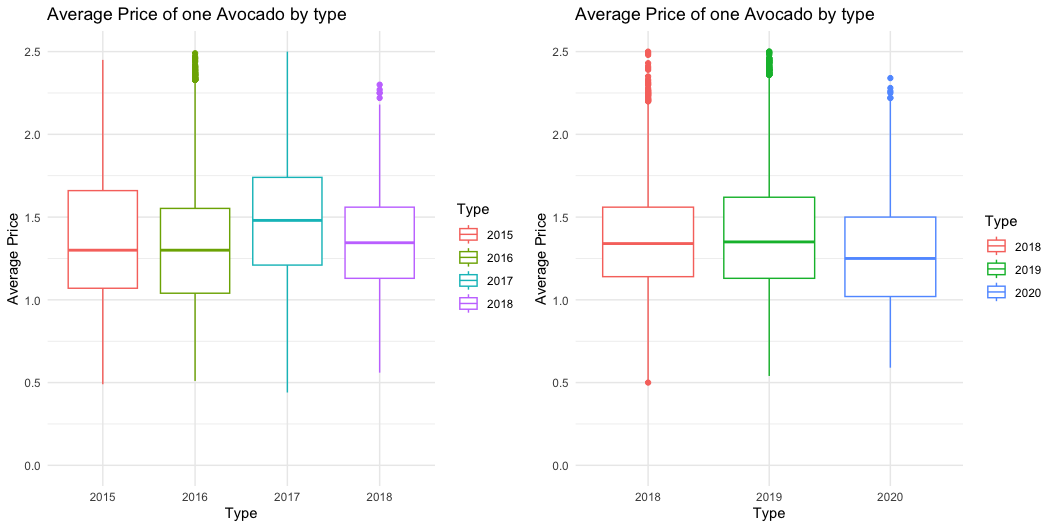 Average Price of one Avocado by type
2.5
2.0
1.5
1.0
0.5
0.0
Average Price
2015 2016 2017 2018
Type
Type
2015
2016
2017
2018
Average Price of one Avocado by type
2.5
2.0
1.5
1.0
0.5
0.0
Average Price
2018 2019 2020
Type
Type
2018
2019
2020